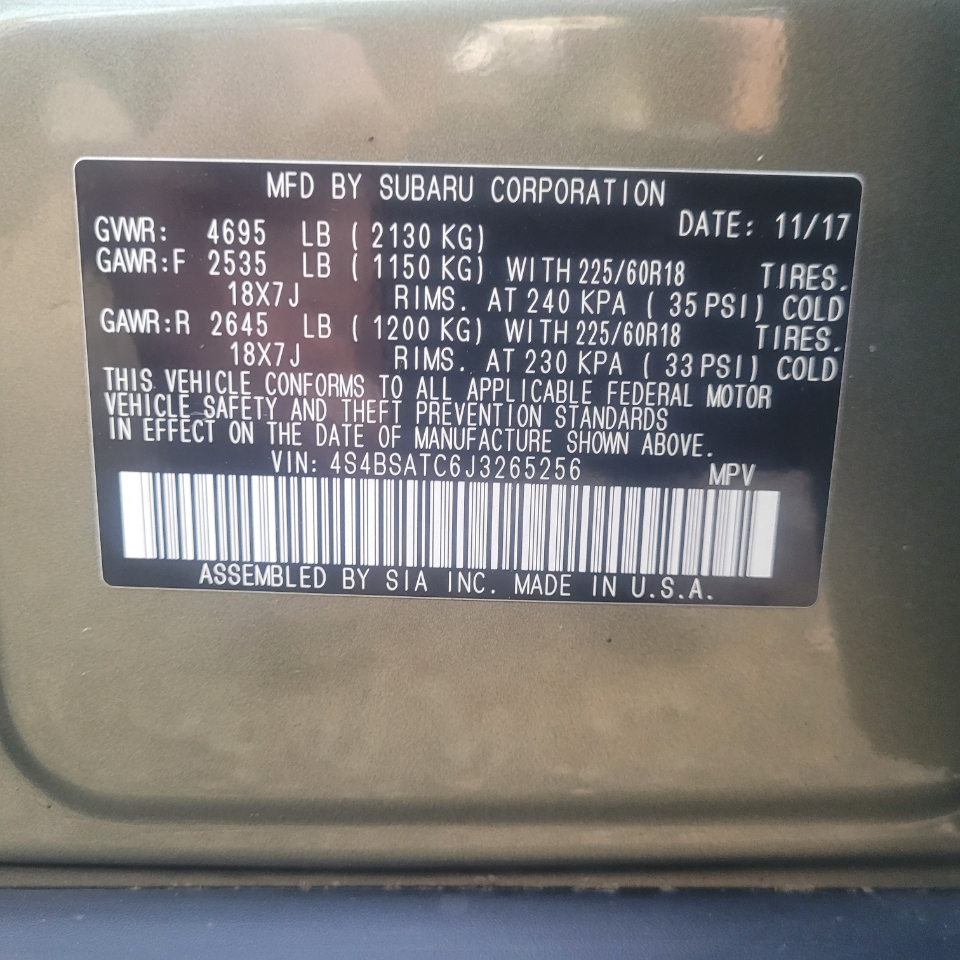 MFD BY SUBARU CORPORATION
DATE: 11/17
GVWR: 4695 LB ( 2130 KG)
GAWR:F 2535 LB ( 1150 KG) WITH 225/60R18 TIRES.
18X7J RIMS. AT 240 KPA ( 35 PSI) COLD
GAWR:R 2645 LB ( 1200 KG) WITH 225/60R18 TIRES.
18X7J RIMS. AT 230 KPA ( 33 PSI) COLD
THIS VEHICLE CONFORMS TO ALL APPLICABLE FEDERAL MOTOR
VEHICLE SAFETY AND THEFT PREVENTION STANDARDS
IN EFFECT ON THE DATE OF MANUFACTURE SHOWN ABOVE.
VIN: 4S4BSATC6J3265256 MPV
ASSEMBLED BY SIA INC. MADE IN U.S.A.